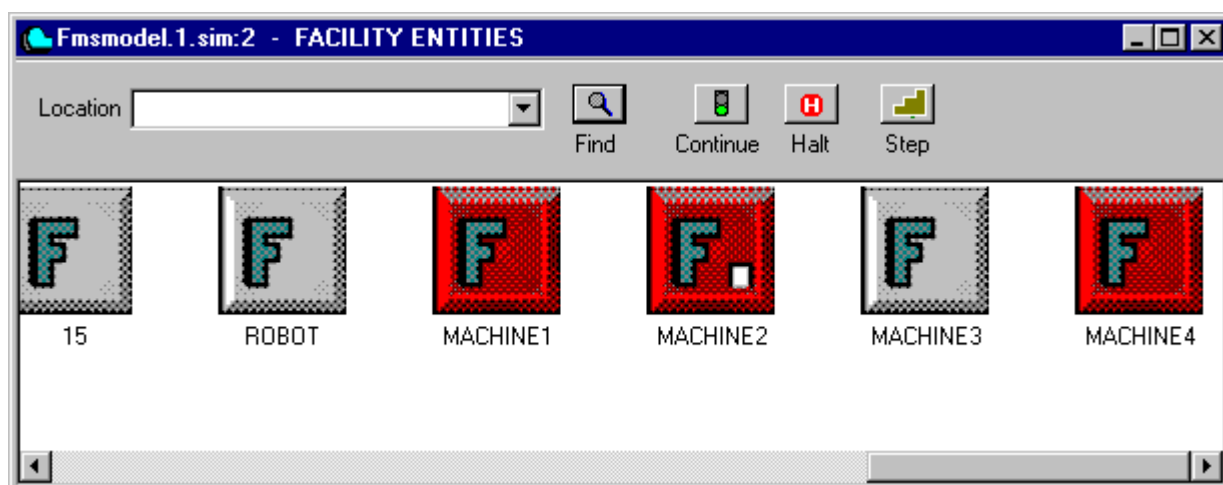 Fmsmodel.1.sim:2 - FACILITY ENTITIES
Location
Find Continue Halt Step
F F F F F F
15 ROBOT MACHINE1 MACHINE2 MACHINE3 MACHINE4